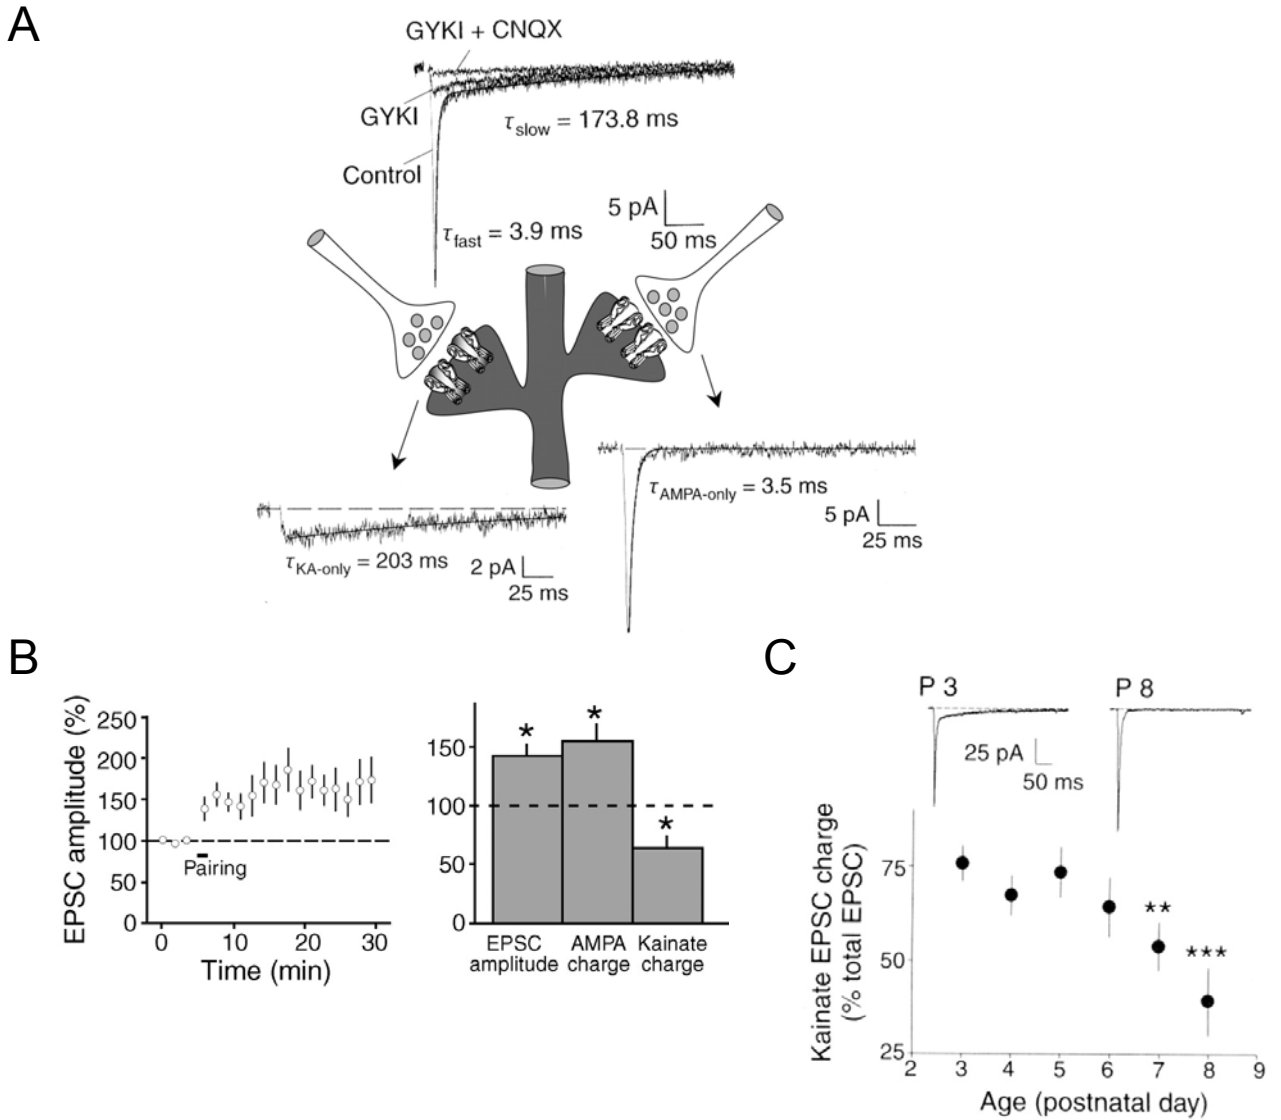 A
GYKI + CNQX
GYKI
τslow = 173.8 ms
Control
5 pA
50 ms
τfast = 3.9 ms
τAMPA-only = 3.5 ms
5 pA
25 ms
τKA-only = 203 ms
2 pA
25 ms
B
EPSC amplitude (%)
250
200
150
100
50
0
Pairing
0 10 20 30
Time (min)
150
100
50
0
* * *
EPSC amplitude
AMPA charge
Kainate charge
C
P 3
P 8
25 pA
50 ms
Kainate EPSC charge
(% total EPSC)
75
50
25
**
***
2 3 4 5 6 7 8 9
Age (postnatal day)